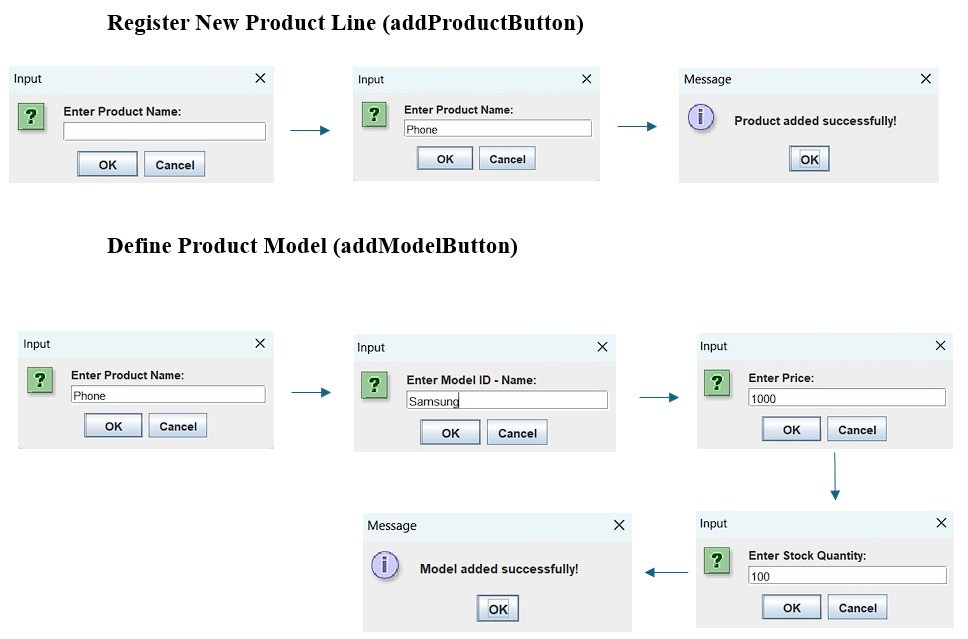 Register New Product Line (addProductButton)
Input
Enter Product Name:
OK Cancel
Input
Enter Product Name:
Phone
OK Cancel
Message
Product added successfully!
OK
Define Product Model (addModelButton)
Input
Enter Product Name:
Phone
OK Cancel
Input
Enter Model ID - Name:
Samsung
OK Cancel
Input
Enter Price:
1000
OK Cancel
Input
Enter Stock Quantity:
100
OK Cancel
Message
Model added successfully!
OK